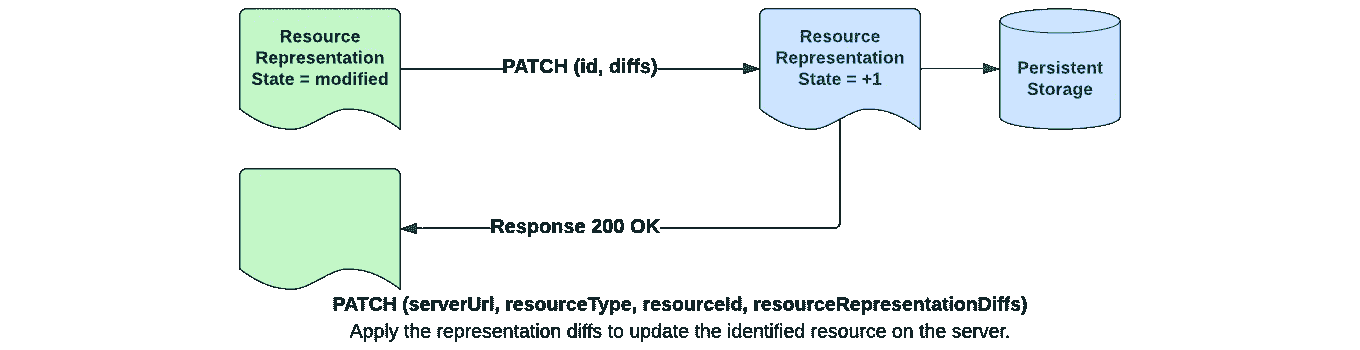 Resource
Representation
State = modified
PATCH (id, diffs)
Resource
Representation
State = +1
Persistent
Storage
Response 200 OK
PATCH (serverUrl, resourceType, resourceId, resourceRepresentationDiffs)
Apply the representation diffs to update the identified resource on the server.